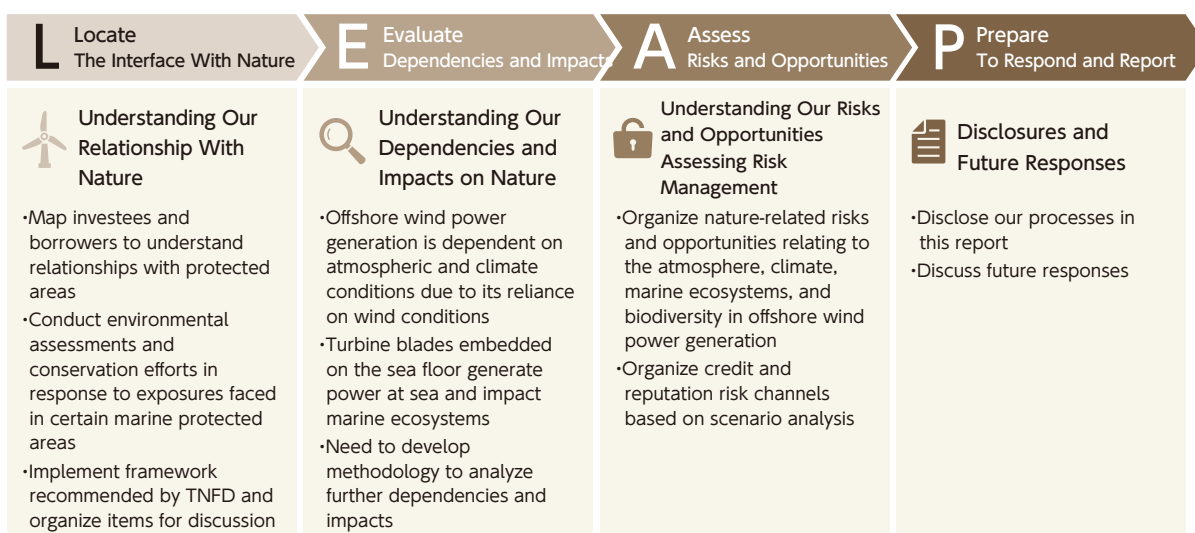 L
Locate
The Interface With Nature
E
Evaluate
Dependencies and Impacts
A
Assess
Risks and Opportunities
P
Prepare
To Respond and Report
Understanding Our
Relationship With
Nature
・Map investees and
borrowers to understand
relationships with protected
areas
・Conduct environmental
assessments and
conservation efforts in
response to exposures faced
in certain marine protected
areas
・Implement framework
recommended by TNFD and
organize items for discussion
Understanding Our
Dependencies and
Impacts on Nature
・Offshore wind power
generation is dependent on
atmospheric and climate
conditions due to its reliance
on wind conditions
・Turbine blades embedded
on the sea floor generate
power at sea and impact
marine ecosystems
・Need to develop
methodology to analyze
further dependencies and
impacts
Understanding Our Risks
and Opportunities
Assessing Risk
Management
・Organize nature-related risks
and opportunities relating to
the atmosphere, climate,
marine ecosystems, and
biodiversity in offshore wind
power generation
・Organize credit and
reputation risk channels
based on scenario analysis
Disclosures and
Future Responses
・Disclose our processes in
this report
・Discuss future responses